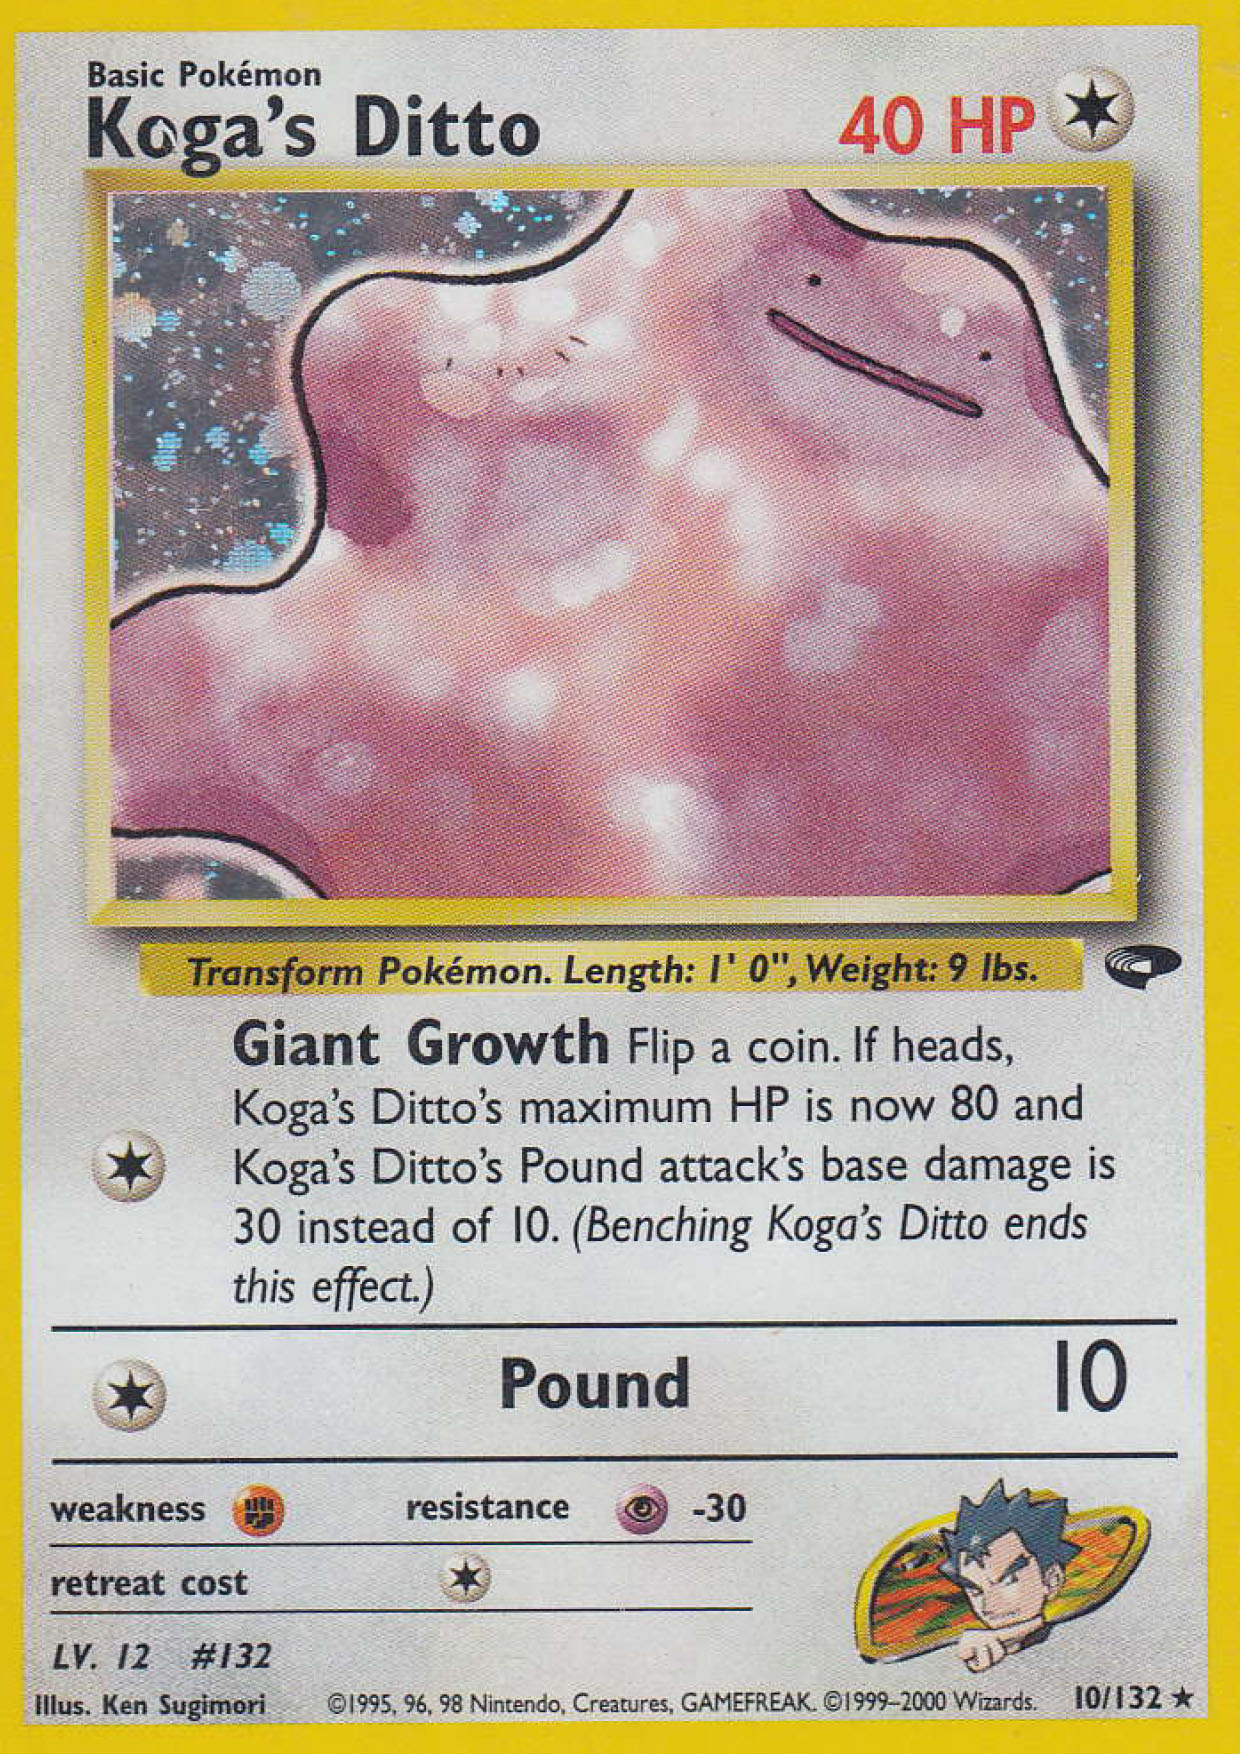 Basic Pokémon
Koga's Ditto
40 HP
Transform Pokémon. Length: 1' 0", Weight: 9 lbs.
Giant Growth Flip a coin. If heads,
Koga's Ditto's maximum HP is now 80 and
Koga's Ditto's Pound attack's base damage is
30 instead of 10. (Benching Koga's Ditto ends
this effect.)
Pound 10
weakness resistance -30
retreat cost
LV. 12 #132
Illus. Ken Sugimori ©1995, 96, 98 Nintendo, Creatures, GAMEFREAK. ©1999–2000 Wizards. 10/132 ★